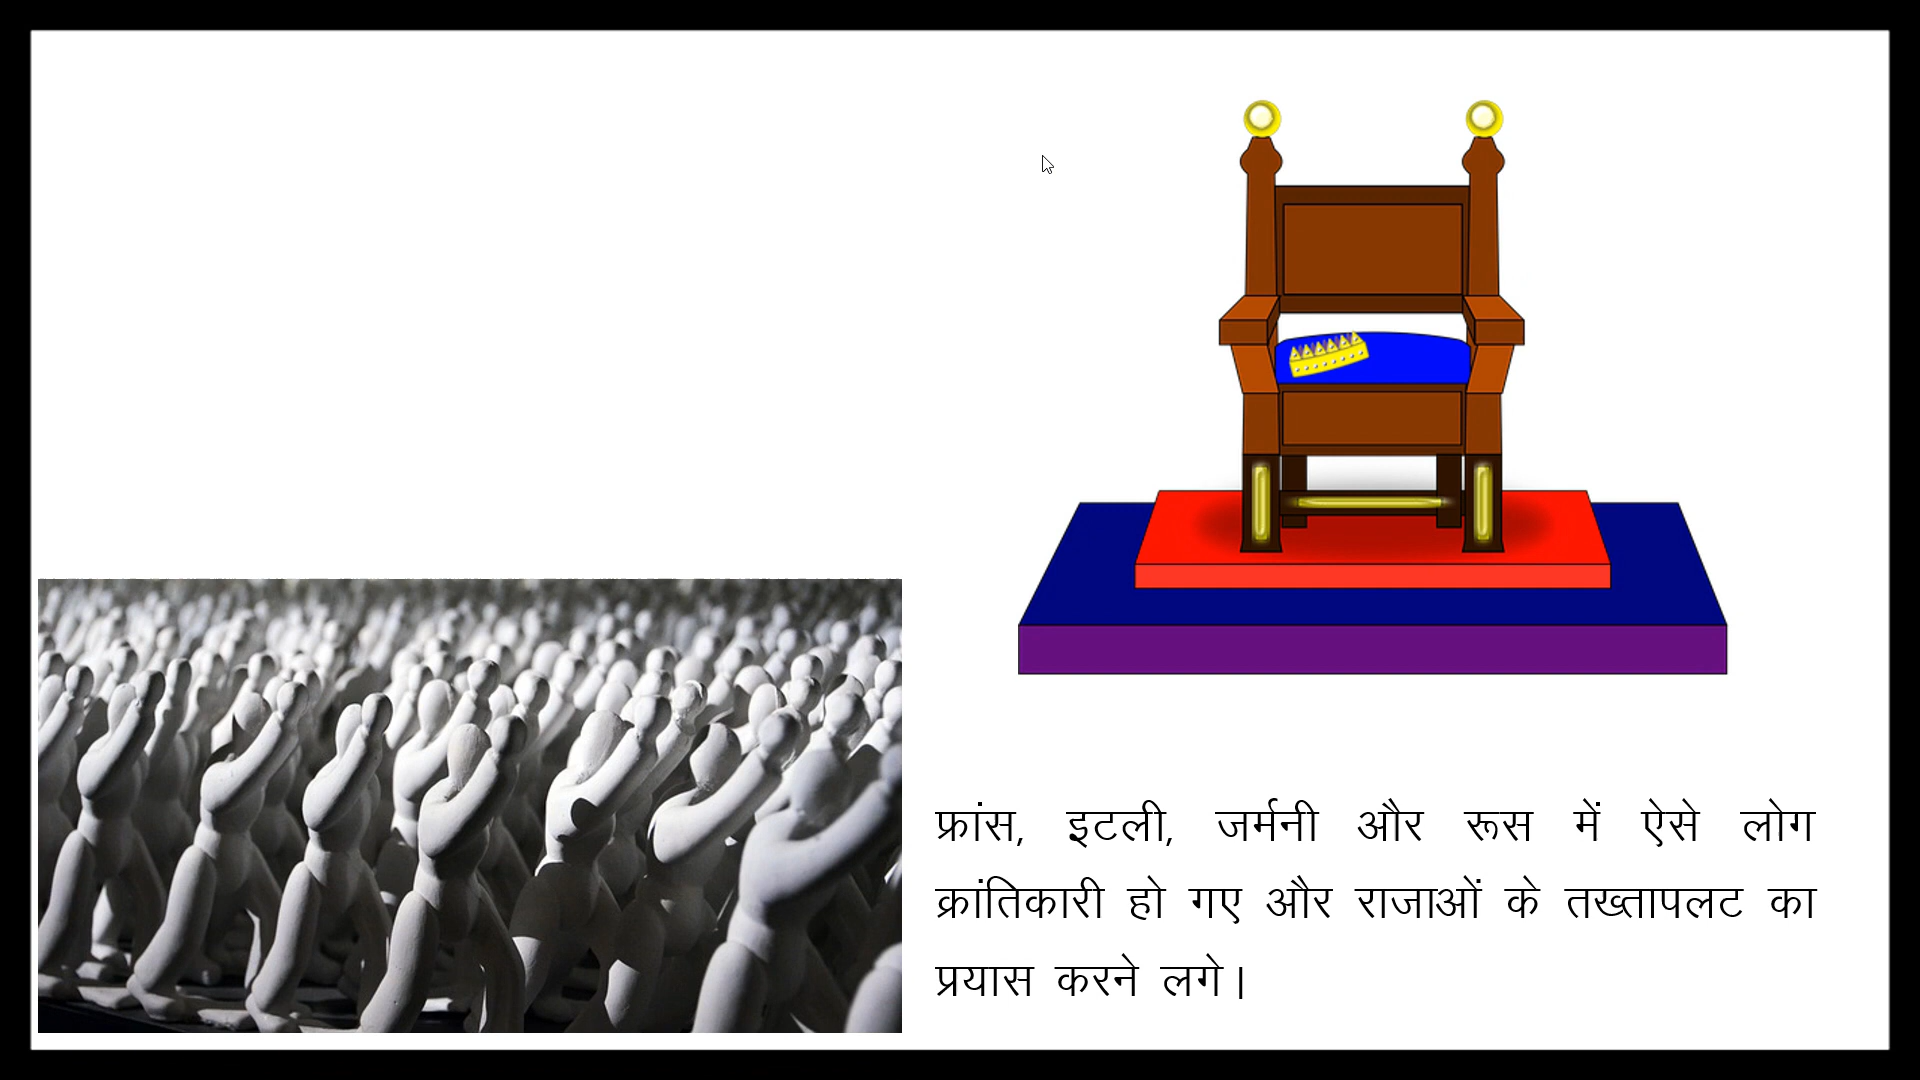 फ्रांस, इटली, जर्मनी और रूस में ऐसे लोग
क्रांतिकारी हो गए और राजाओं के तख्तापलट का
प्रयास करने लगे।